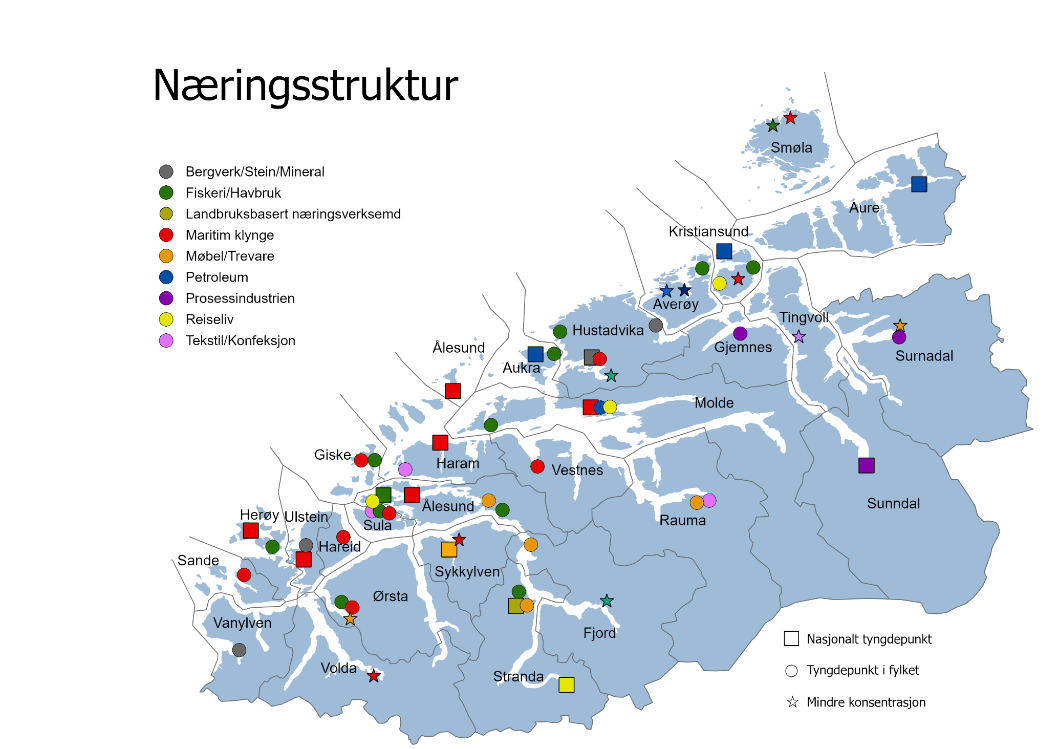 Næringsstruktur
Bergverk/Stein/Mineral
Fiskeri/Havbruk
Landbruksbasert næringsverksemd
Maritim klynge
Møbel/Trevare
Petroleum
Prosessindustrien
Reiseliv
Tekstil/Konfeksjon
Smøla
Aure
Kristiansund
Averøy
Tingvoll
Hustadvika
Gjemnes
Surnadal
Ålesund
Aukra
Molde
Giske
Haram
Vestnes
Sunndal
Ålesund
Rauma
Herøy
Ulstein
Sula
Hareid
Sande
Sykkylven
Ørsta
Vanylven
Fjord
Volda
Stranda
Nasjonalt tyngdepunkt
Tyngdepunkt i fylket
Mindre konsentrasjon